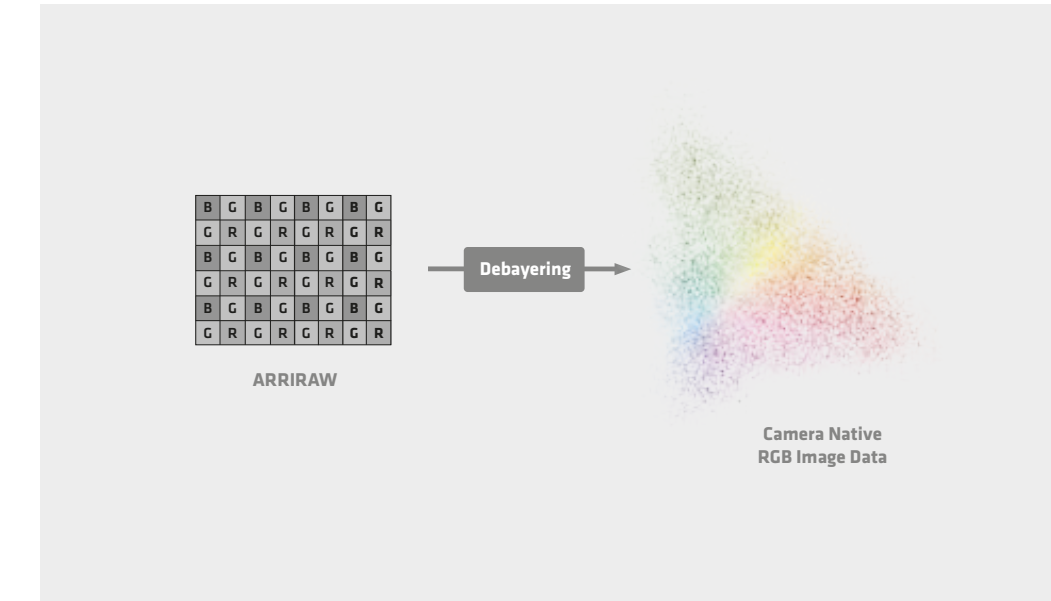 B G B G B G B G
G R G R G R G R
B G B G B G B G
G R G R G R G R
B G B G B G B G
G R G R G R G R
Debayering
ARRIRAW
Camera Native
RGB Image Data